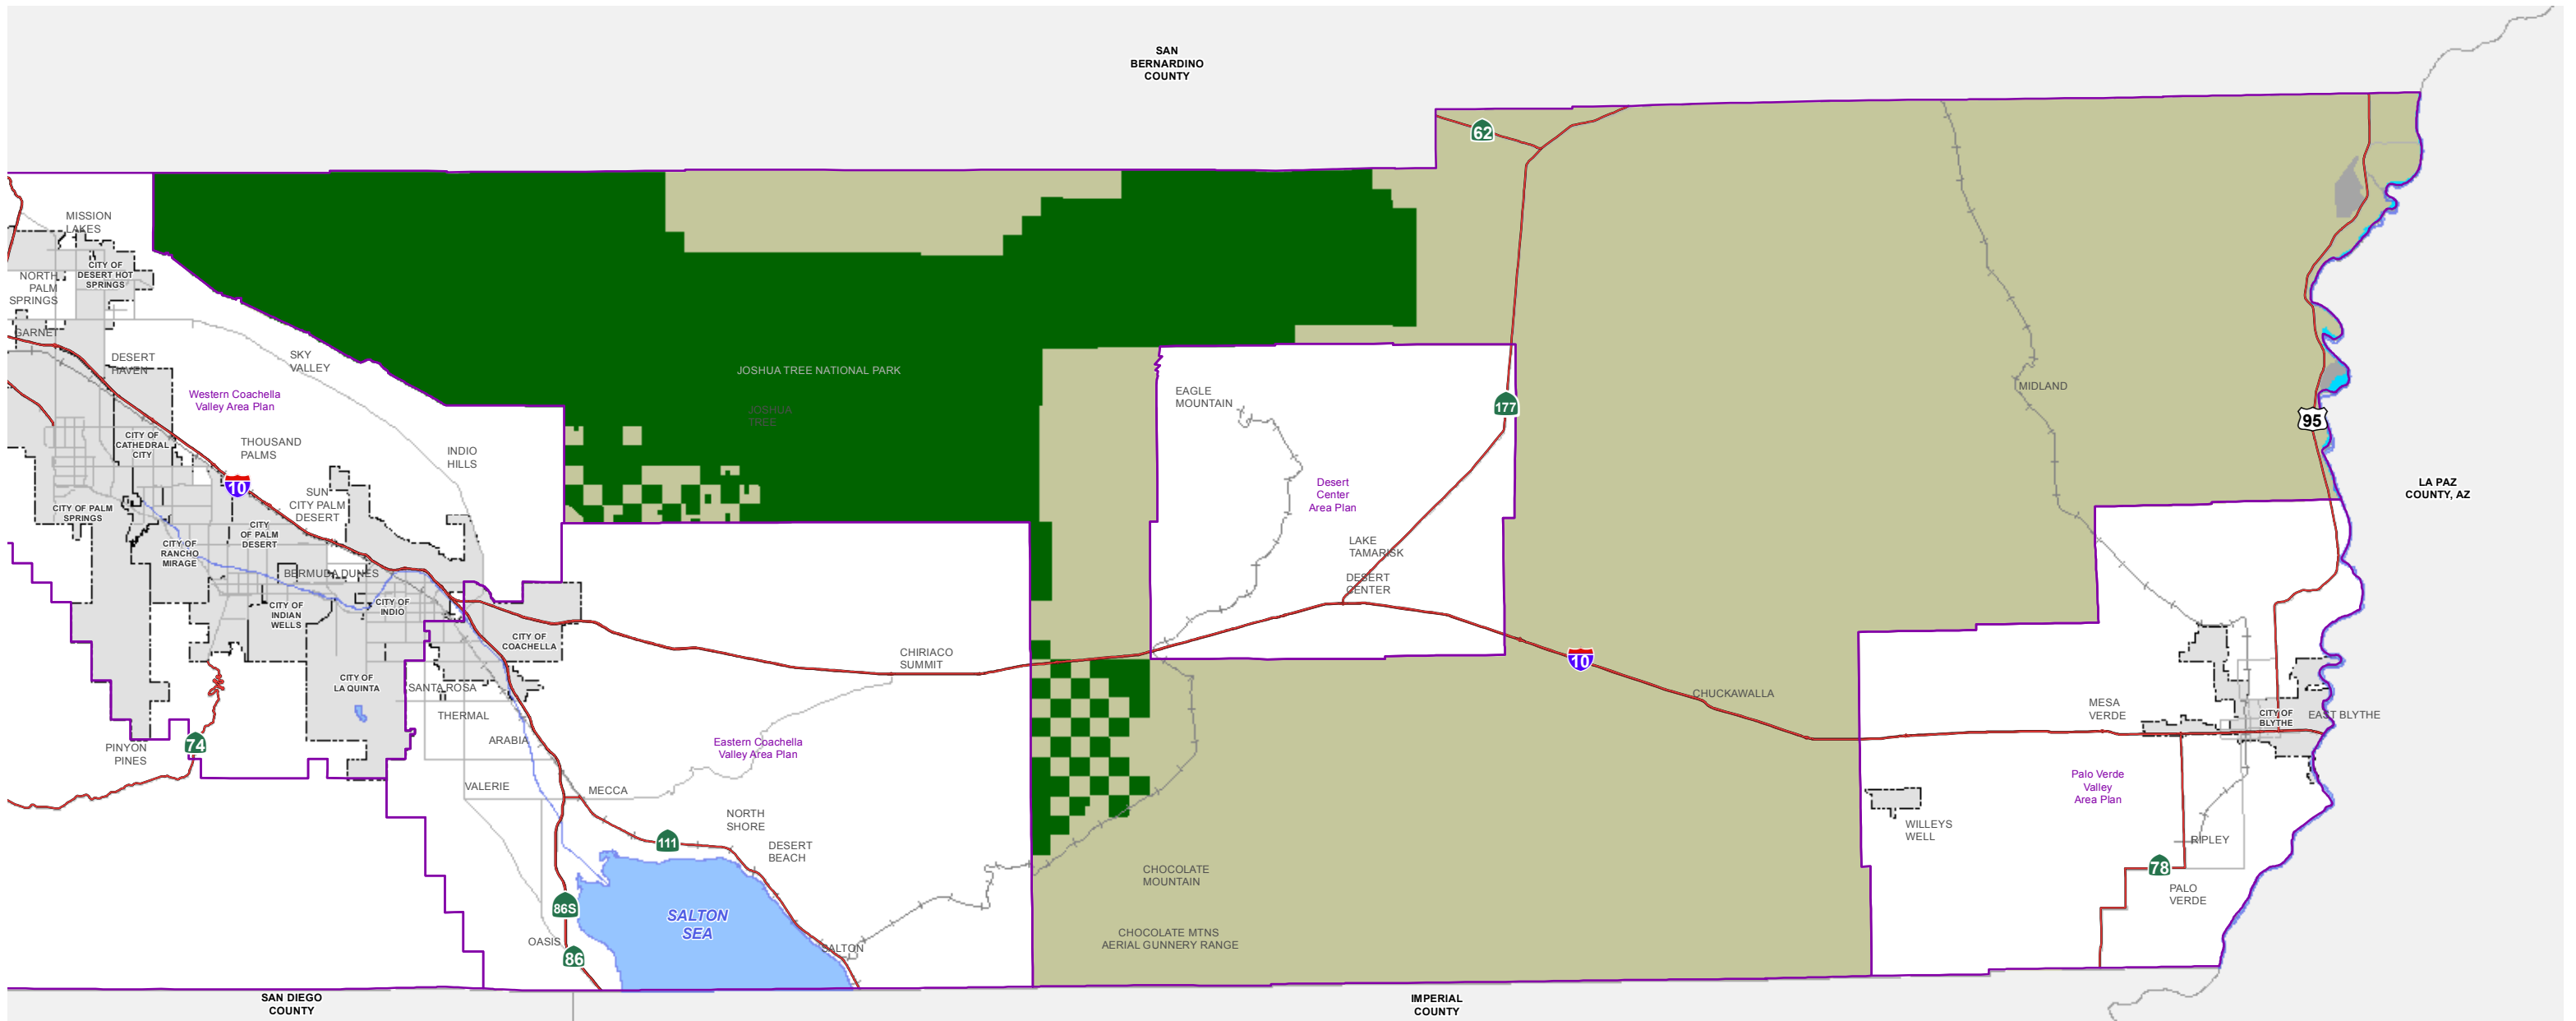 SAN
BERNARDINO
COUNTY
62
MISSION
LAKES
CITY OF
DESERT HOT
SPRINGS
NORTH
PALM
SPRINGS
GARNET
DESERT
HAVEN
SKY
VALLEY
Western Coachella
Valley Area Plan
JOSHUA TREE NATIONAL PARK
JOSHUA
TREE
EAGLE
MOUNTAIN
177
MIDLAND
95
CITY OF
CATHEDRAL
CITY
THOUSAND
PALMS
INDIO
HILLS
10
SUN
CITY PALM
DESERT
CITY OF PALM
SPRINGS
CITY
OF PALM
DESERT
CITY OF
RANCHO
MIRAGE
Desert
Center
Area Plan
LA PAZ
COUNTY, AZ
LAKE
TAMARISK
DESERT
CENTER
BERMUDA DUNES
CITY OF
INDIAN
WELLS
CITY OF
INDIO
CITY OF
COACHELLA
CHIRIACO
SUMMIT
10
CITY OF
LA QUINTA
SANTA ROSA
THERMAL
ARABIA
CHUCKAWALLA
MESA
VERDE
CITY OF
BLYTHE
EAST BLYTHE
PINYON
PINES
74
Eastern Coachella
Valley Area Plan
VALERIE
MECCA
Palo Verde
Valley
Area Plan
NORTH
SHORE
111
DESERT
BEACH
WILLEYS
WELL
RIPLEY
78
PALO
VERDE
CHOCOLATE
MOUNTAIN
86S
SALTON
SEA
OASIS
86
SALTON
CHOCOLATE MTNS
AERIAL GUNNERY RANGE
SAN DIEGO
COUNTY
IMPERIAL
COUNTY